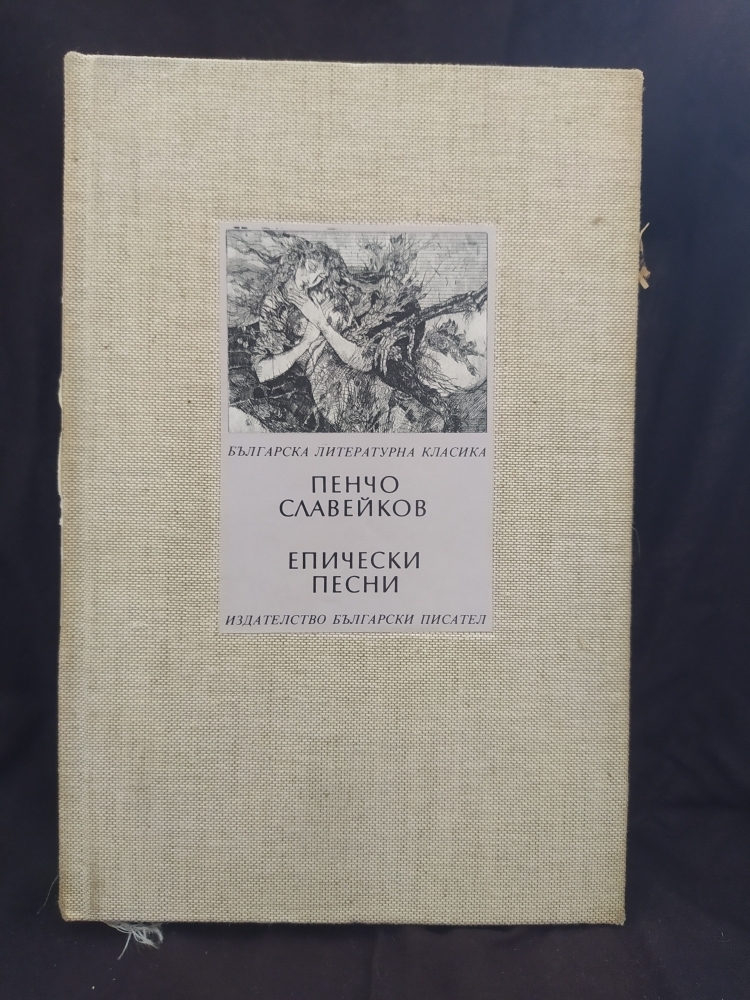 БЪЛГАРСКА ЛИТЕРАТУРНА КЛАСИКА
ПЕНЧО
СЛАВЕЙКОВ
ЕПИЧЕСКИ
ПЕСНИ
ИЗДАТЕЛСТВО БЪЛГАРСКИ ПИСАТЕЛ